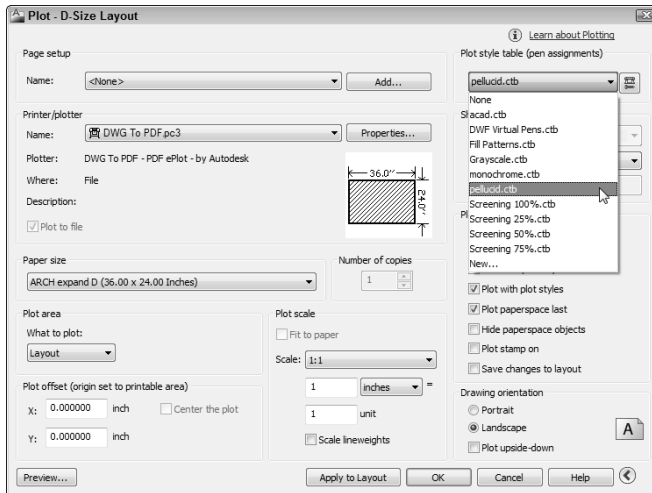 Plot - D-Size Layout
Learn about Plotting
Page setup
Name: <None> Add...
Printer/plotter
Name: DWG To PDF.pc3 Properties...
Plotter: DWG To PDF - PDF ePlot - by Autodesk
Where: File
Description:
Plot to file
36.0''
24.0''
Paper size
ARCH expand D (36.00 x 24.00 Inches)
Number of copies
1
Plot area
What to plot:
Layout
Plot offset (origin set to printable area)
X: 0.000000 inch Center the plot
Y: 0.000000 inch
Plot scale
Fit to paper
Scale: 1:1
1 inches =
1 unit
Scale lineweights
Plot style table (pen assignments)
pellucid.ctb
None
acad.ctb
DWF Virtual Pens.ctb
Fill Patterns.ctb
Grayscale.ctb
monochrome.ctb
pellucid.ctb
Screening 100%.ctb
Screening 25%.ctb
Screening 50%.ctb
Screening 75%.ctb
New...
Plot with plot styles
Plot paperspace last
Hide paperspace objects
Plot stamp on
Save changes to layout
Drawing orientation
Portrait
Landscape
Plot upside-down
A
Preview... Apply to Layout OK Cancel Help